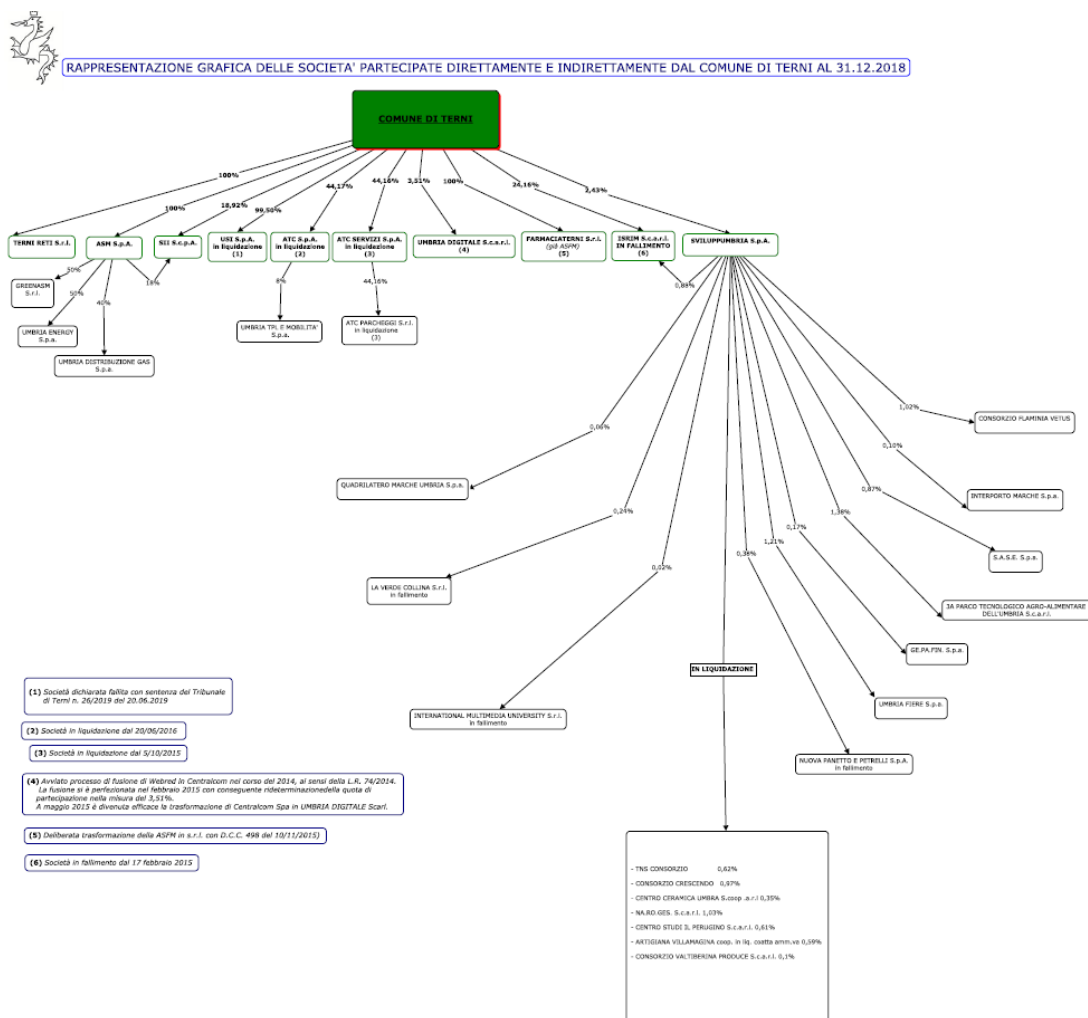 RAPPRESENTAZIONE GRAFICA DELLE SOCIETA' PARTECIPATE DIRETTAMENTE E INDIRETTAMENTE DAL COMUNE DI TERNI AL 31.12.2018
COMUNE DI TERNI
100%
100%
18,92%
99,50%
44,17%
44,16%
3,51%
100%
24,16%
2,43%
TERNI RETI S.r.l.
ASM S.p.A.
SII S.c.p.A.
USI S.p.A.
in liquidazione
(1)
ATC S.p.A.
in liquidazione
(2)
ATC SERVIZI S.p.A.
in liquidazione
(3)
UMBRIA DIGITALE S.c.a.r.l.
(4)
FARMACIATERNI S.r.l.
(già ASPM)
(5)
ISRIM S.c.a.r.l.
IN FALLIMENTO
(6)
SVILUPPUMBRIA S.p.A.
50%
50%
40%
18%
8%
44,16%
0,88%
GREENASM
S.r.l.
UMBRIA ENERGY
S.p.a.
UMBRIA DISTRIBUZIONE GAS
S.p.a.
UMBRIA TPL E MOBILITA'
S.p.a.
ATC PARCHEGGI S.r.l.
in liquidazione
(3)
1,02%
CONSORZIO FLAMINIA VETUS
0,06%
0,10%
QUADRILATERO MARCHE UMBRIA S.p.a.
INTERPORTO MARCHE S.p.a.
0,87%
0,24%
1,38%
0,17%
1,21%
0,38%
0,02%
S.A.S.E. S.p.a.
LA VERDE COLLINA S.r.l.
in fallimento
3A PARCO TECNOLOGICO AGRO-ALIMENTARE
DELL'UMBRIA S.c.a.r.l.
GE.PA.FIN. S.p.a.
IN LIQUIDAZIONE
UMBRIA FIERE S.p.a.
INTERNATIONAL MULTIMEDIA UNIVERSITY S.r.l.
in fallimento
NUOVA PANETTO E PETRELLI S.p.A.
in fallimento
(1) Società dichiarata fallita con sentenza del Tribunale
di Terni n. 26/2019 del 20.06.2019
(2) Società in liquidazione dal 20/06/2016
(3) Società in liquidazione dal 5/10/2015
(4) Avviato processo di fusione di Webred in Centralcom nel corso del 2014, ai sensi della L.R. 74/2014.
La fusione si è perfezionata nel febbraio 2015 con conseguente rideterminazionedella quota di
partecipazione nella misura del 3,51%.
A maggio 2015 è divenuta efficace la trasformazione di Centralcom Spa in UMBRIA DIGITALE Scarl.
(5) Deliberata trasformazione della ASFM in s.r.l. con D.C.C. 498 del 10/11/2015)
(6) Società in fallimento dal 17 febbraio 2015
- TNS CONSORZIO 0,62%
- CONSORZIO CRESCENDO 0,97%
- CENTRO CERAMICA UMBRA S.coop .a.r.l 0,35%
- NA.RO.GES. S.c.a.r.l. 1,03%
- CENTRO STUDI IL PERUGINO S.c.a.r.l. 0,61%
- ARTIGIANA VILLAMAGINA coop. in liq. coatta amm.va 0,59%
- CONSORZIO VALTIBERINA PRODUCE S.c.a.r.l. 0,1%